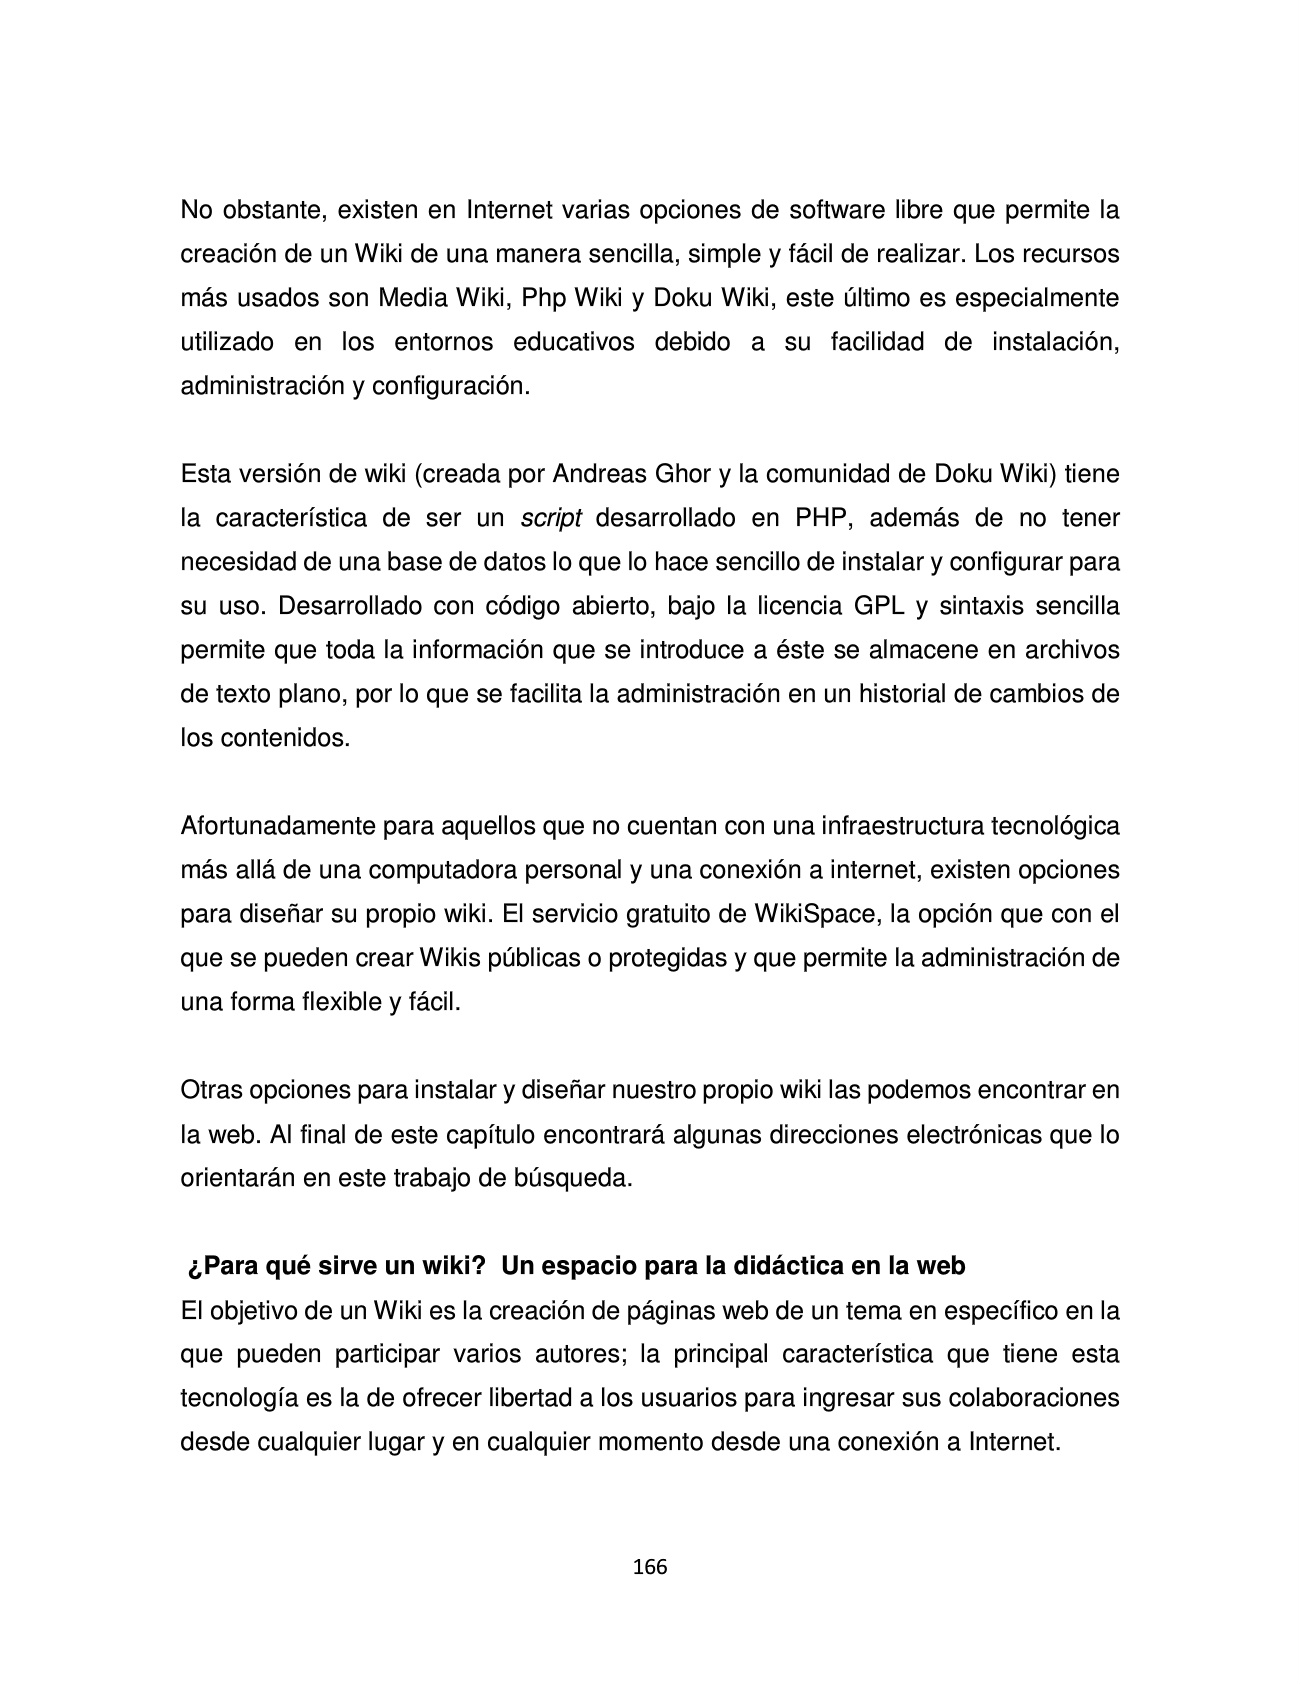 No obstante, existen en Internet varias opciones de software libre que permite la
creación de un Wiki de una manera sencilla, simple y fácil de realizar. Los recursos
más usados son Media Wiki, Php Wiki y Doku Wiki, este último es especialmente
utilizado en los entornos educativos debido a su facilidad de instalación,
administración y configuración.
Esta versión de wiki (creada por Andreas Ghor y la comunidad de Doku Wiki) tiene
la característica de ser un script desarrollado en PHP, además de no tener
necesidad de una base de datos lo que lo hace sencillo de instalar y configurar para
su uso. Desarrollado con código abierto, bajo la licencia GPL y sintaxis sencilla
permite que toda la información que se introduce a éste se almacene en archivos
de texto plano, por lo que se facilita la administración en un historial de cambios de
los contenidos.
Afortunadamente para aquellos que no cuentan con una infraestructura tecnológica
más allá de una computadora personal y una conexión a internet, existen opciones
para diseñar su propio wiki. El servicio gratuito de WikiSpace, la opción que con el
que se pueden crear Wikis públicas o protegidas y que permite la administración de
una forma flexible y fácil.
Otras opciones para instalar y diseñar nuestro propio wiki las podemos encontrar en
la web. Al final de este capítulo encontrará algunas direcciones electrónicas que lo
orientarán en este trabajo de búsqueda.
¿Para qué sirve un wiki?  Un espacio para la didáctica en la web
El objetivo de un Wiki es la creación de páginas web de un tema en específico en la
que pueden participar varios autores; la principal característica que tiene esta
tecnología es la de ofrecer libertad a los usuarios para ingresar sus colaboraciones
desde cualquier lugar y en cualquier momento desde una conexión a Internet.
166